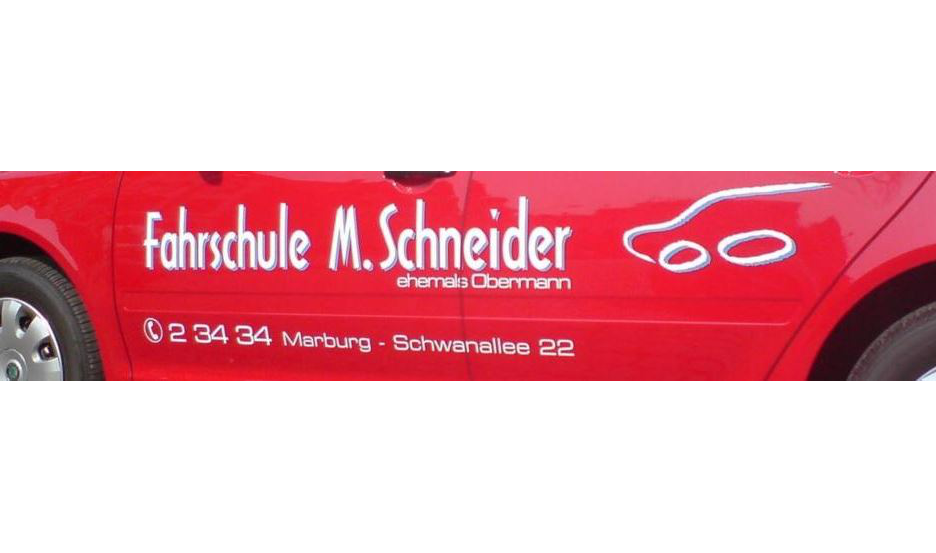 Fahrschule M. Schneider
ehemals Obermann
2 34 34 Marburg - Schwanallee 22